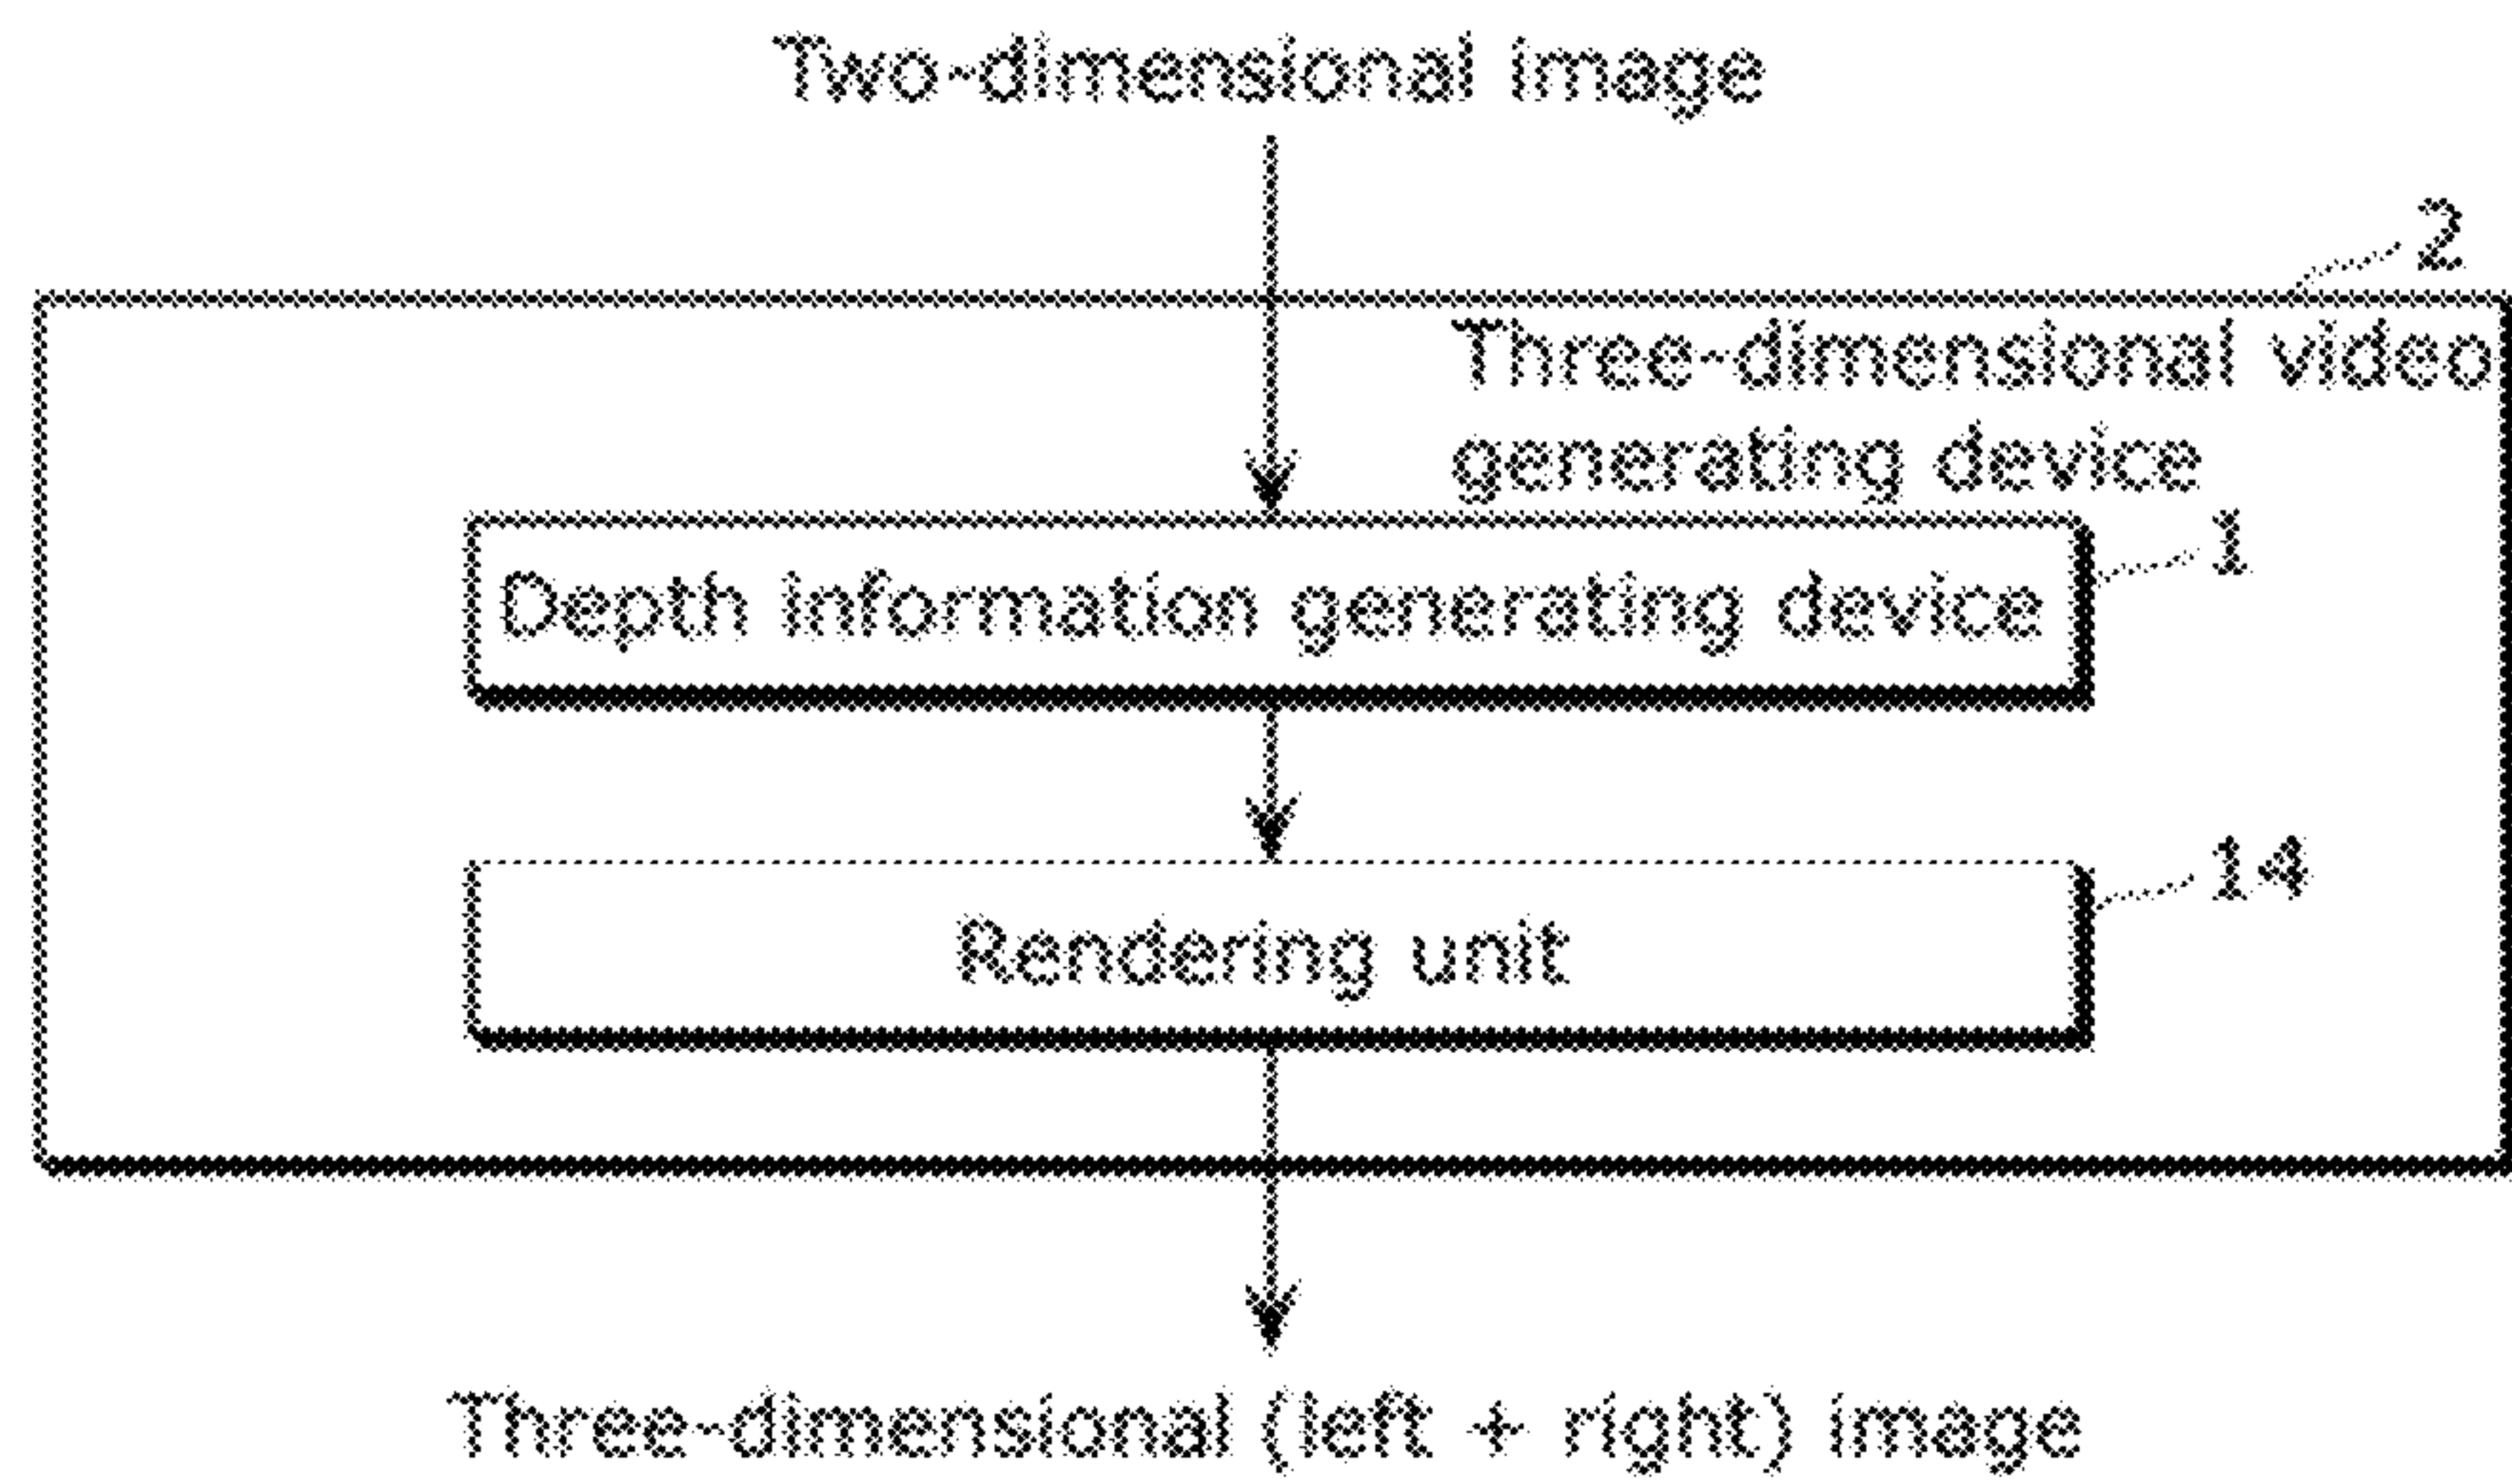 Two-dimensional image
2
Three-dimensional video
generating device
1
Depth information generating device
14
Rendering unit
Three-dimensional (left + right) image